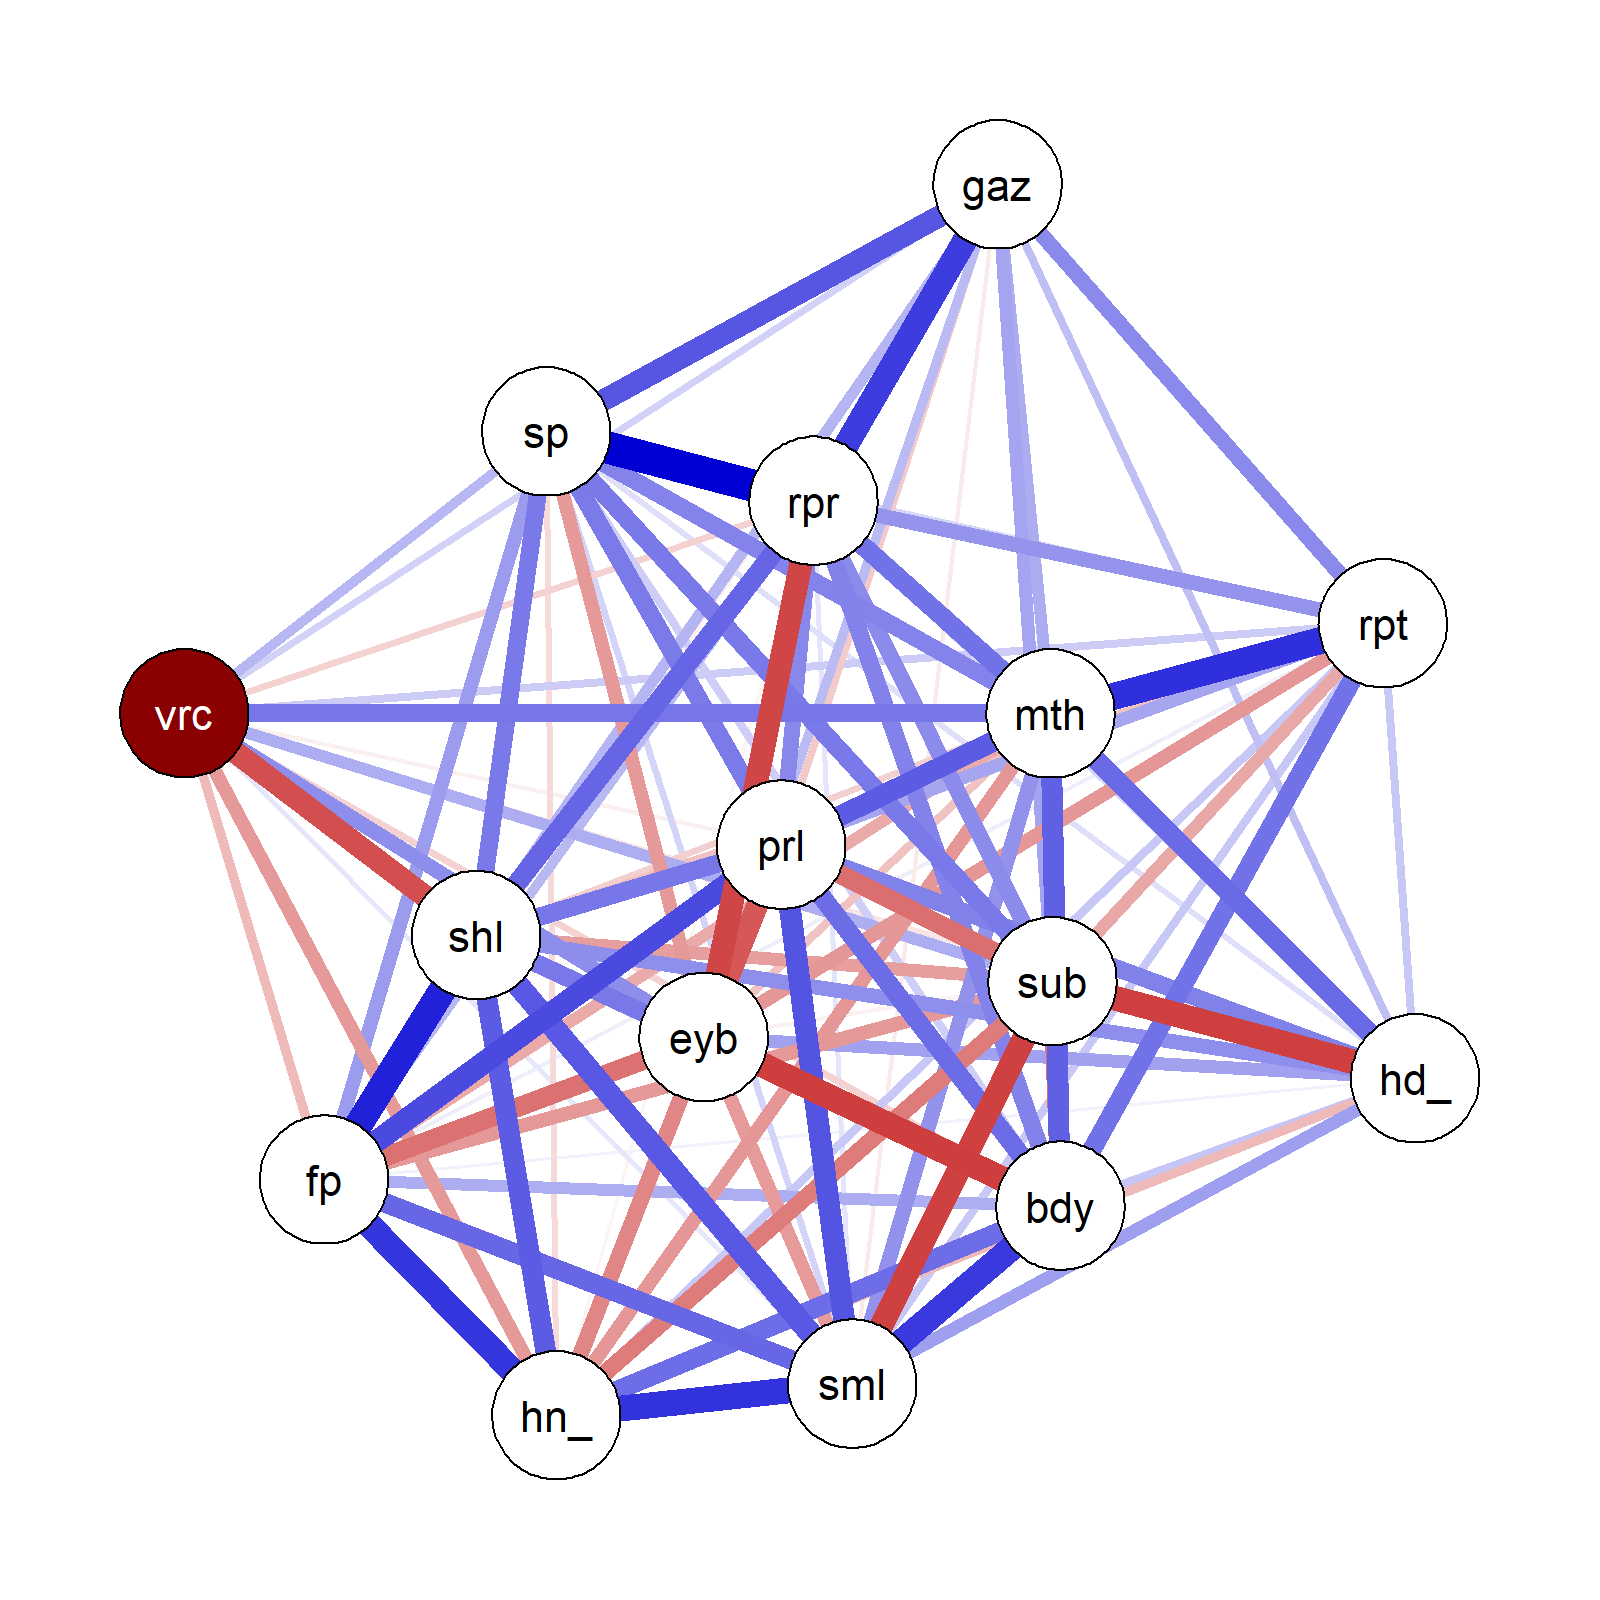 gaz
sp
rpr
rpt
vrc
mth
prl
shl
sub
eyb
hd_
fp
bdy
sml
hn_